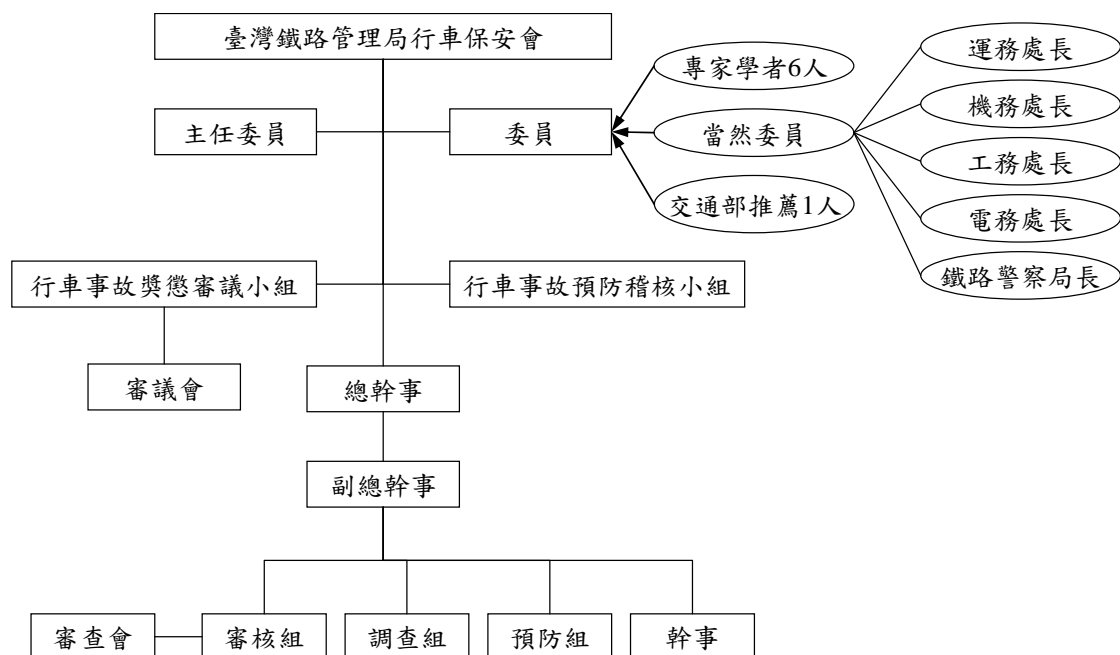 臺灣鐵路管理局行車保安會
主任委員
委員
專家學者6人
當然委員
交通部推薦1人
運務處長
機務處長
工務處長
電務處長
鐵路警察局長
行車事故獎懲審議小組
行車事故預防稽核小組
審議會
總幹事
副總幹事
審查會
審核組
調查組
預防組
幹事